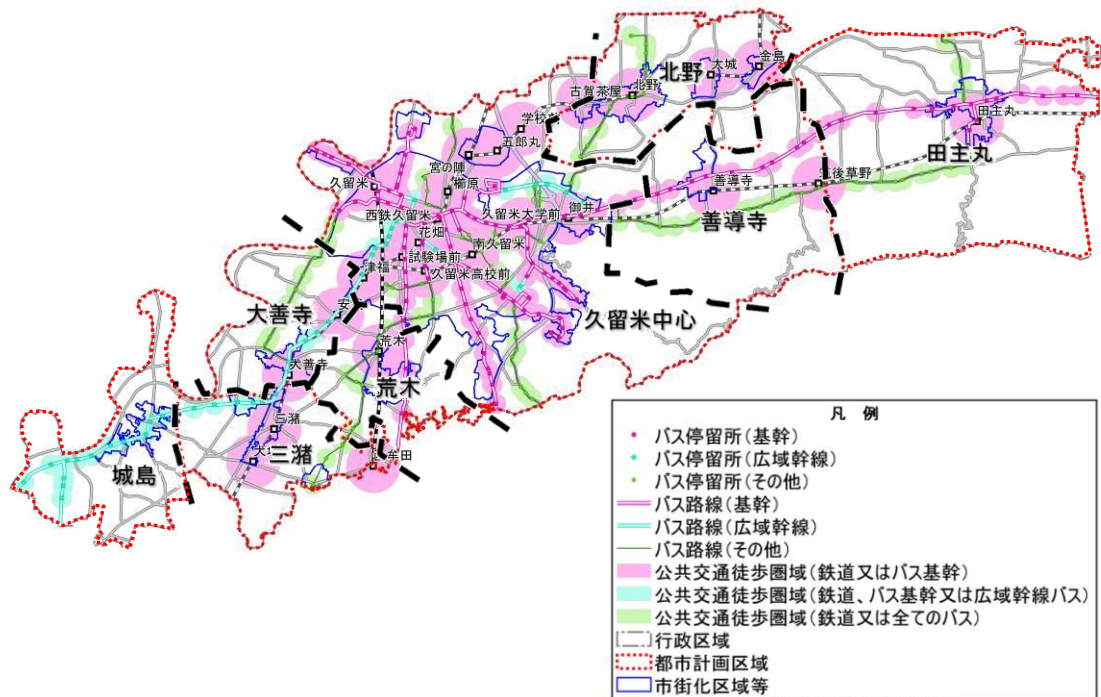 金島
大城
北野
北野
古賀茶屋
学校
五郎丸
宮の陣
櫛原
久留米
西鉄久留米
久留米大学前
御井
花畑
南久留米
試験場前
久留米高校前
津福
安
大善寺
大善寺
荒木
荒木
久留米中心
善導寺
善導寺
後草野
田主丸
田主丸
三潴
三潴
犬
牟田
城島
凡 例
バス停留所(基幹)
バス停留所(広域幹線)
バス停留所(その他)
バス路線(基幹)
バス路線(広域幹線)
バス路線(その他)
公共交通徒歩圏域(鉄道又はバス基幹)
公共交通徒歩圏域(鉄道、バス基幹又は広域幹線バス)
公共交通徒歩圏域(鉄道又は全てのバス)
行政区域
都市計画区域
市街化区域等